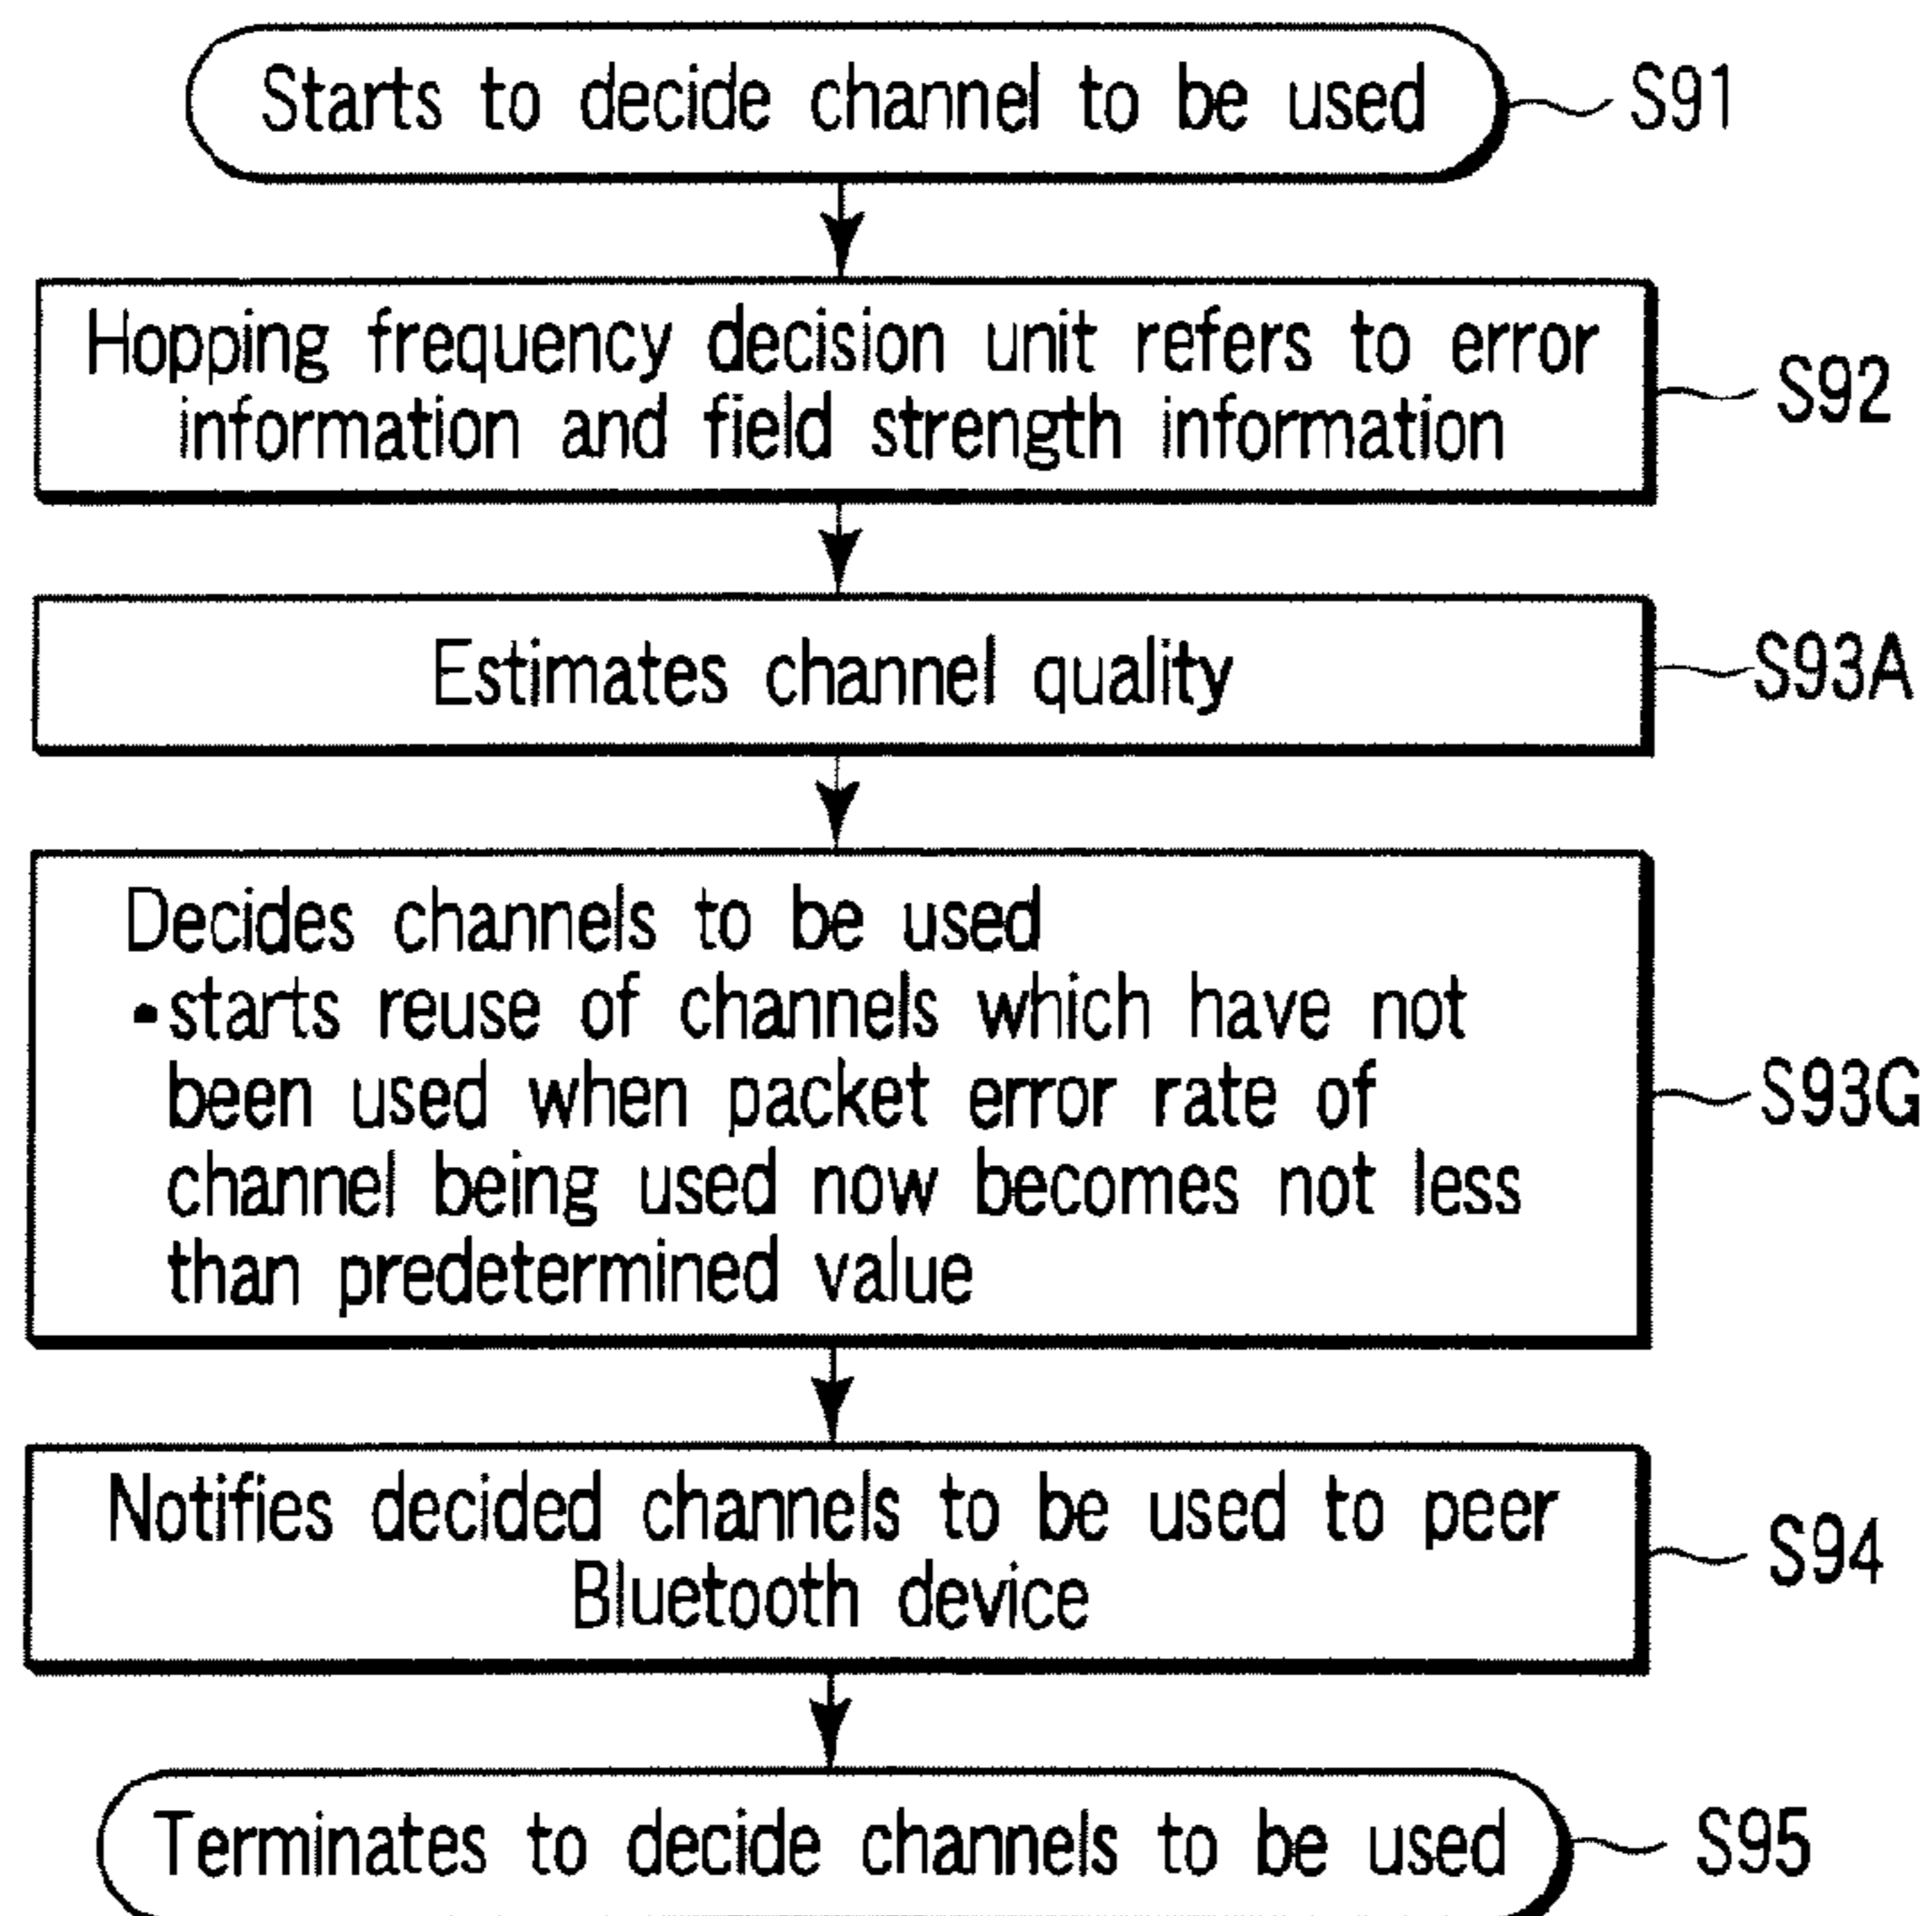 Starts to decide channel to be used
S91
Hopping frequency decision unit refers to error
information and field strength information
S92
Estimates channel quality
S93A
Decides channels to be used
•starts reuse of channels which have not
been used when packet error rate of
channel being used now becomes not less
than predetermined value
S93G
Notifies decided channels to be used to peer
Bluetooth device
S94
Terminates to decide channels to be used
S95